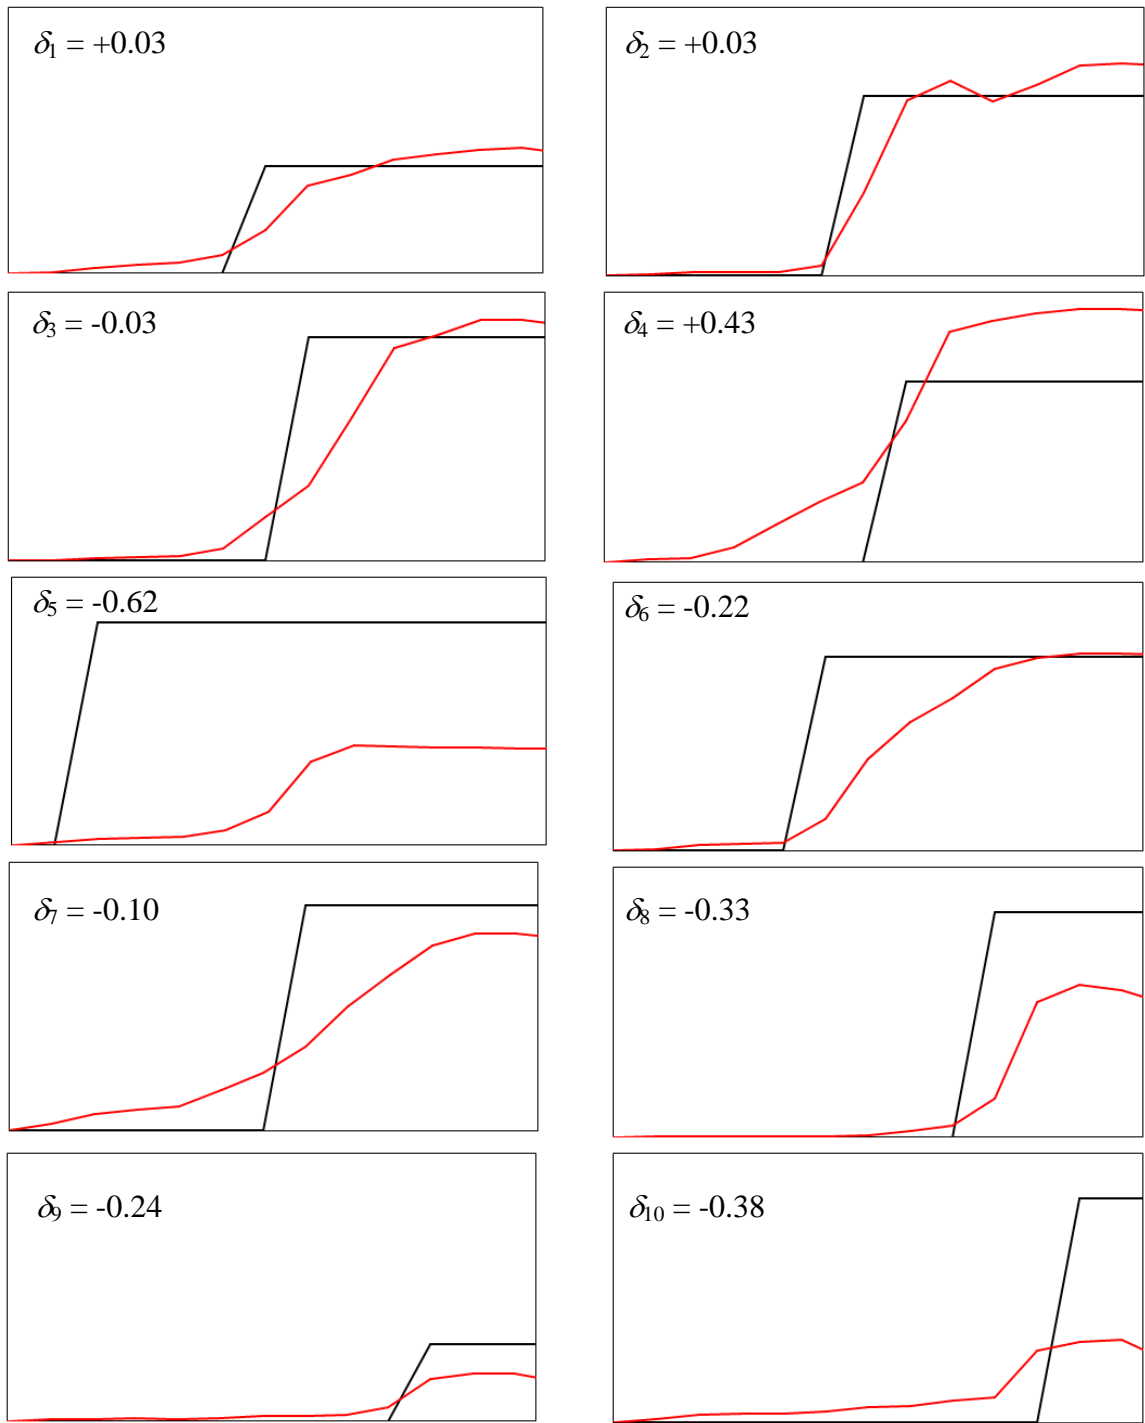 δ₁ = +0.03
δ₂ = +0.03
δ₃ = -0.03
δ₄ = +0.43
δ₅ = -0.62
δ₆ = -0.22
δ₇ = -0.10
δ₈ = -0.33
δ₉ = -0.24
δ₁₀ = -0.38